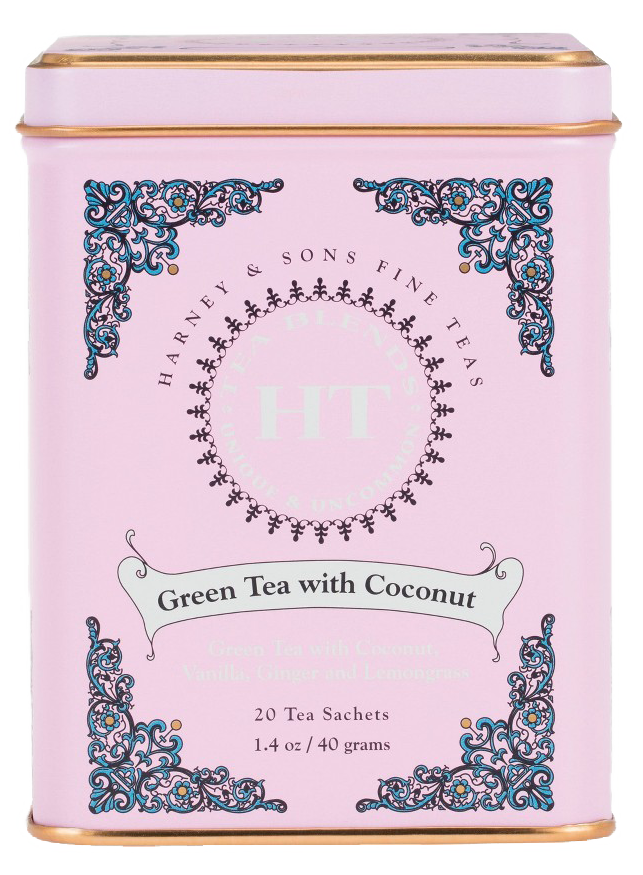 HARNEY & SONS FINE TEAS
TEA BLENDS
HT
UNIQUE & UNCOMMON
Green Tea with Coconut
Green Tea with Coconut,
Vanilla, Ginger and Lemongrass
20 Tea Sachets
1.4 oz / 40 grams